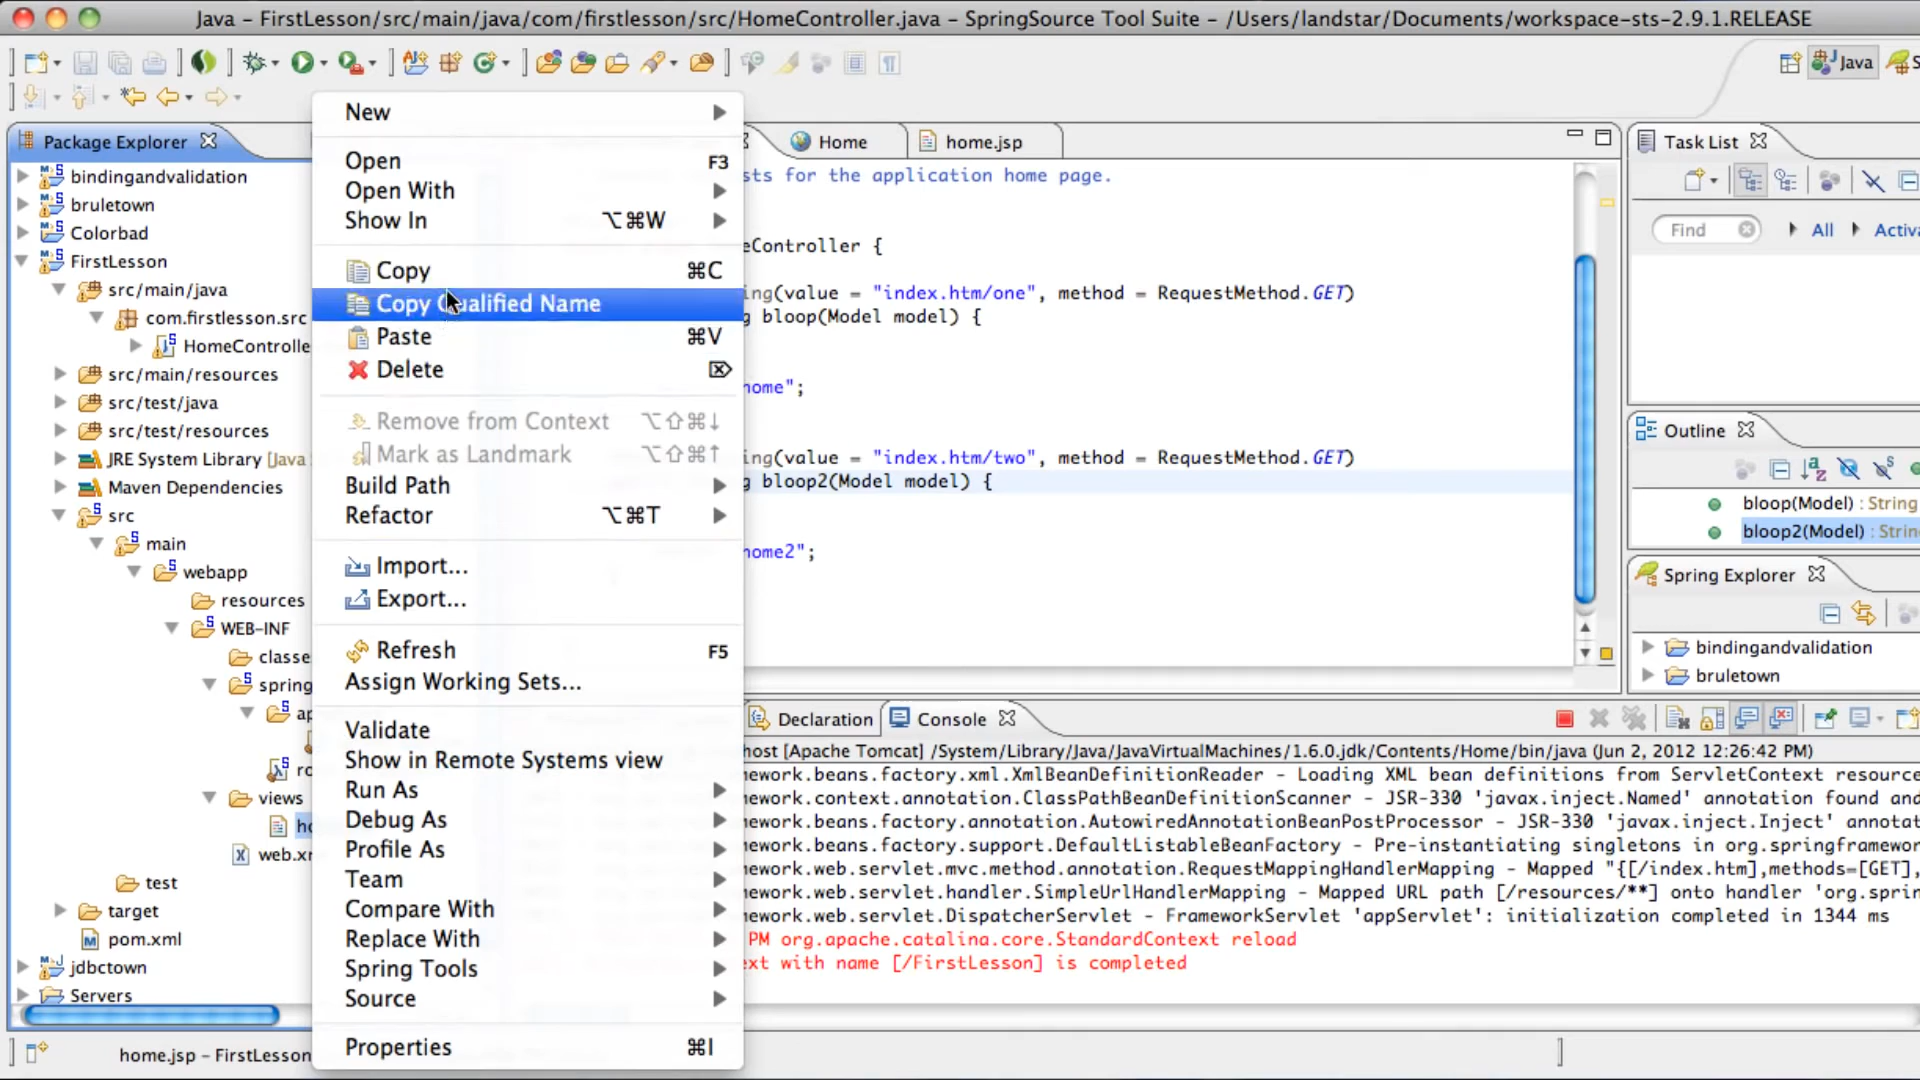 Java – FirstLesson/src/main/java/com/firstlesson/src/HomeController.java – SpringSource Tool Suite – /Users/landstar/Documents/workspace-sts-2.9.1.RELEASE
Java
Package Explorer
bindingandvalidation
bruletown
Colorbad
FirstLesson
src/main/java
com.firstlesson.src
HomeControlle
src/main/resources
src/test/java
src/test/resources
JRE System Library [Java
Maven Dependencies
src
main
webapp
resources
WEB-INF
classe
spring
ap
ro
views
ho
web.xm
test
target
pom.xml
jdbctown
Servers
home.jsp – FirstLesson
New
Open F3
Open With
Show In ⌥⌘W
Copy ⌘C
Copy Qualified Name
Paste ⌘V
Delete ⌦
Remove from Context ⌥⇧⌘↓
Mark as Landmark ⌥⇧⌘↑
Build Path
Refactor ⌥⌘T
Import...
Export...
Refresh F5
Assign Working Sets...
Validate
Show in Remote Systems view
Run As
Debug As
Profile As
Team
Compare With
Replace With
Spring Tools
Source
Properties ⌘I
Home
home.jsp
sts for the application home page.
eController {
ing(value = "index.htm/one", method = RequestMethod.GET)
g bloop(Model model) {
home";
ing(value = "index.htm/two", method = RequestMethod.GET)
g bloop2(Model model) {
home2";
Declaration
Console
host [Apache Tomcat] /System/Library/Java/JavaVirtualMachines/1.6.0.jdk/Contents/Home/bin/java (Jun 2, 2012 12:26:42 PM)
mework.beans.factory.xml.XmlBeanDefinitionReader - Loading XML bean definitions from ServletContext resource
mework.context.annotation.ClassPathBeanDefinitionScanner - JSR-330 'javax.inject.Named' annotation found and
mework.beans.factory.annotation.AutowiredAnnotationBeanPostProcessor - JSR-330 'javax.inject.Inject' annotat
mework.beans.factory.support.DefaultListableBeanFactory - Pre-instantiating singletons in org.springframew
mework.web.servlet.mvc.method.annotation.RequestMappingHandlerMapping - Mapped "{[/index.htm],methods=[GET],
mework.web.servlet.handler.SimpleUrlHandlerMapping - Mapped URL path [/resources/**] onto handler 'org.sprin
mework.web.servlet.DispatcherServlet - FrameworkServlet 'appServlet': initialization completed in 1344 ms
PM org.apache.catalina.core.StandardContext reload
ext with name [/FirstLesson] is completed
Task List
Find All Activa
Outline
bloop(Model) : String
bloop2(Model) : Strin
Spring Explorer
bindingandvalidation
bruletown